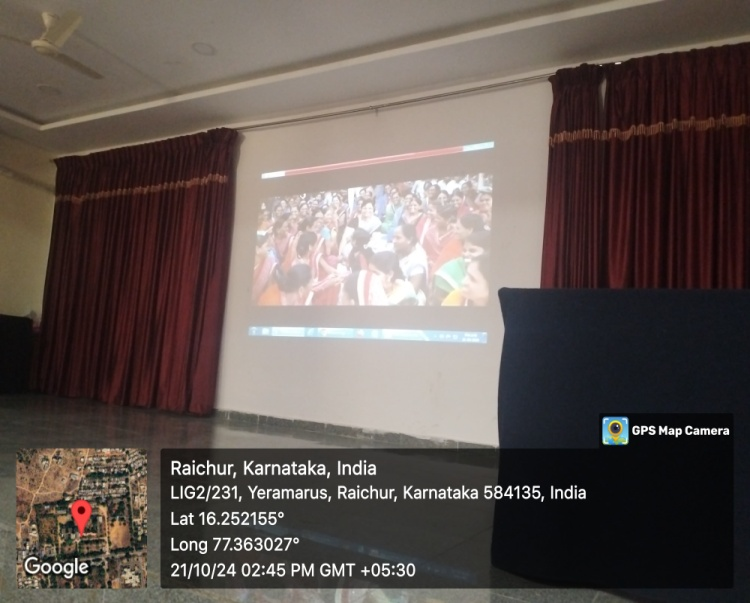 GPS Map Camera
Raichur, Karnataka, India
LIG2/231, Yeramarus, Raichur, Karnataka 584135, India
Lat 16.252155°
Long 77.363027°
21/10/24 02:45 PM GMT +05:30
Google